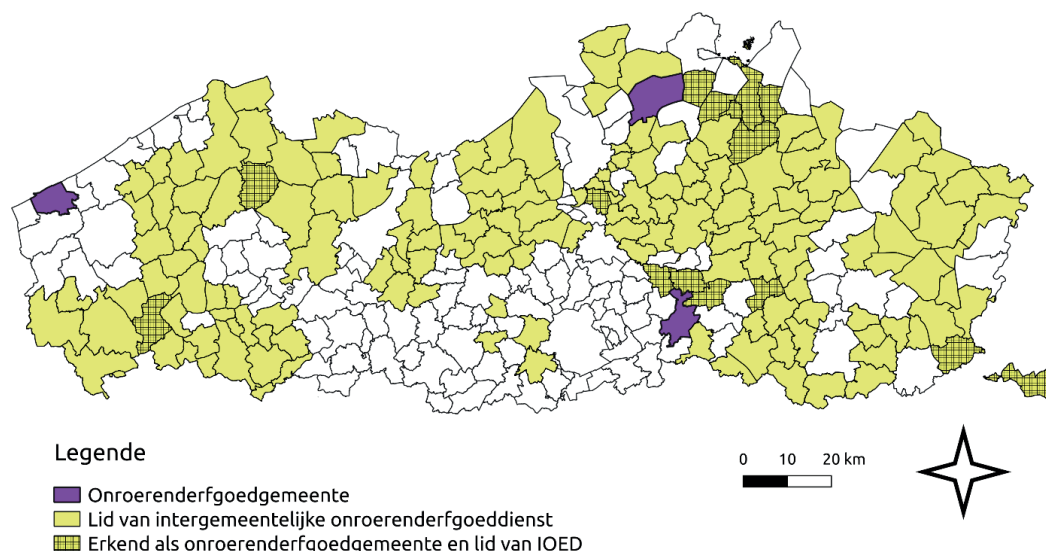 Legende
0 10 20 km
Onroerenderfgoedgemeente
Lid van intergemeentelijke onroerenderfgoeddienst
Erkend als onroerenderfgoedgemeente en lid van IOED